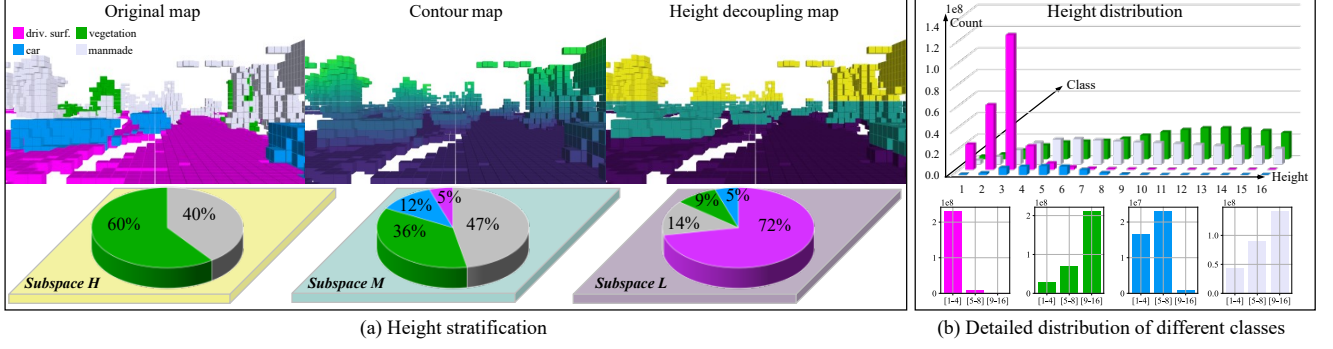 Original map
Contour map
Height decoupling map
driv. surf.
vegetation
car
manmade
60%
40%
Subspace H
5%
12%
47%
36%
Subspace M
5%
9%
14%
72%
Subspace L
(a) Height stratification
Height distribution
1e8
Count
1.4
1.2
1.0
0.8
0.6
0.4
0.2
0.0
Class
Height
1 2 3 4 5 6 7 8 9 10 11 12 13 14 15 16
1e8
2
1
0
[1-4] [5-8] [9-16]
1e8
2
1
0
[1-4] [5-8] [9-16]
1e7
2
1
0
[1-4] [5-8] [9-16]
1e8
1.0
0.5
0.0
[1-4] [5-8] [9-16]
(b) Detailed distribution of different classes